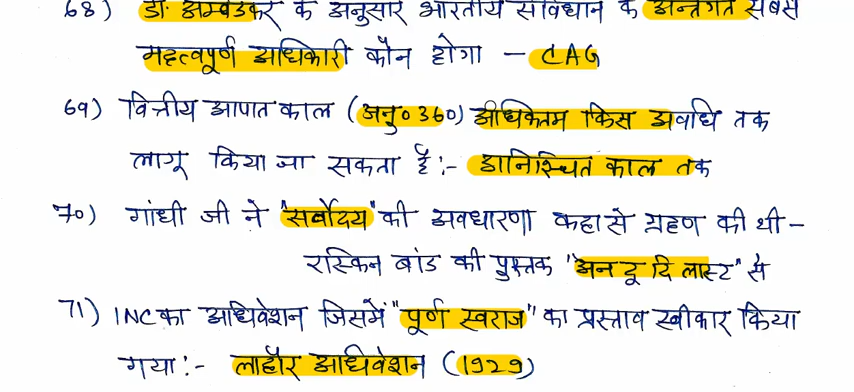 68) डॉ. अम्बेडकर के अनुसार भारतीय संविधान के अन्तर्गत सबसे
महत्वपूर्ण अधिकारी कौन होगा – CAG
69) वित्तीय आपात काल (अनु० 360) अधिकतम किस अवधि तक
लागू किया जा सकता है:- अनिश्चित काल तक
70) गांधी जी ने "सर्वोदय" की अवधारणा कहा से ग्रहण की थी –
रस्किन बांड की पुस्तक "अन टू दि लास्ट" से
71) INC का अधिवेशन जिसमें "पूर्ण स्वराज" का प्रस्ताव स्वीकार किया
गया:- लाहौर अधिवेशन (1929)